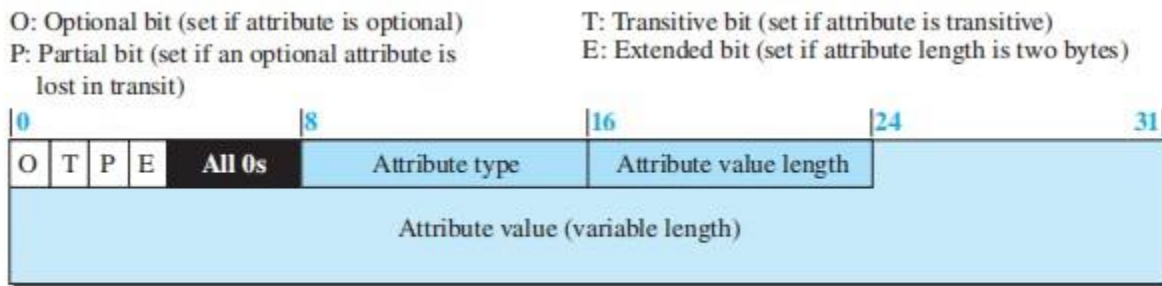 O: Optional bit (set if attribute is optional)
P: Partial bit (set if an optional attribute is
lost in transit)
T: Transitive bit (set if attribute is transitive)
E: Extended bit (set if attribute length is two bytes)
0 8 16 24 31
O T P E All 0s Attribute type Attribute value length
Attribute value (variable length)